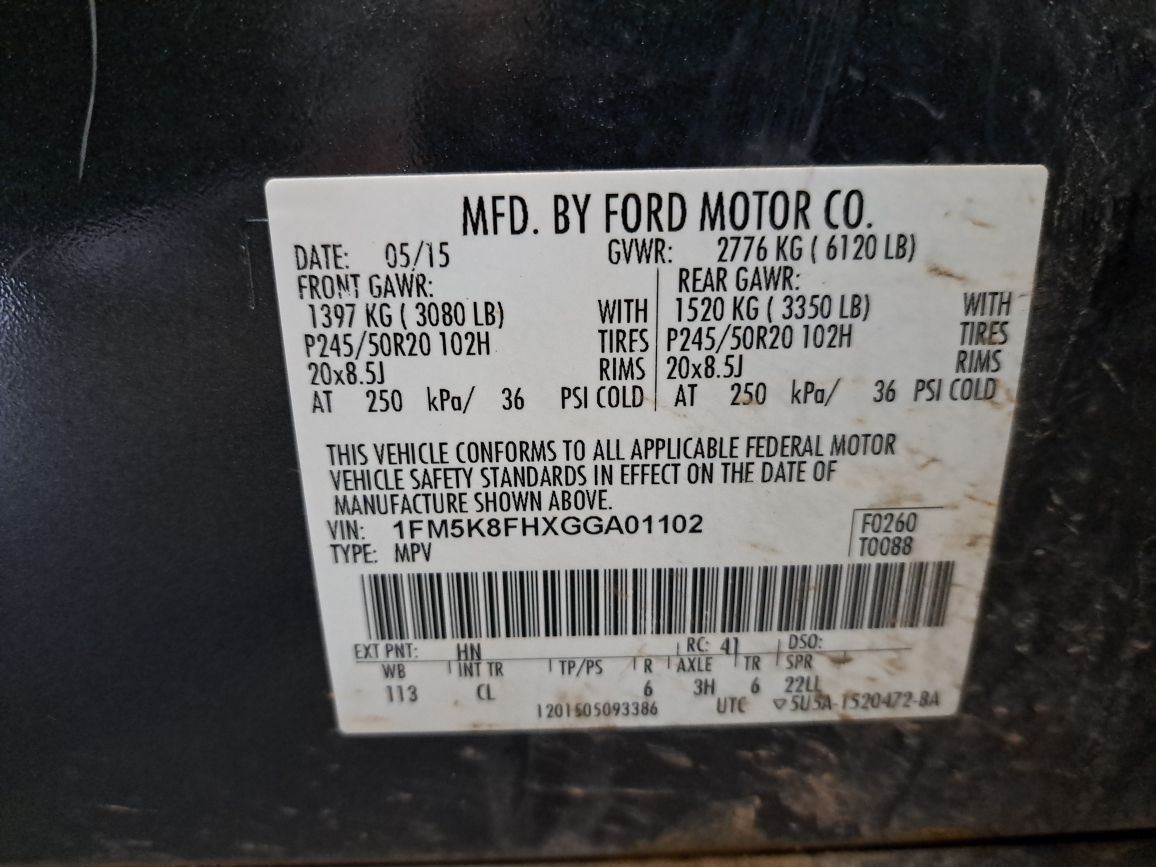 MFD. BY FORD MOTOR CO.
DATE: 05/15 GVWR: 2776 KG ( 6120 LB)
FRONT GAWR: REAR GAWR:
1397 KG ( 3080 LB) WITH 1520 KG ( 3350 LB) WITH
P245/50R20 102H TIRES P245/50R20 102H TIRES
20x8.5J RIMS 20x8.5J RIMS
AT 250 kPa/ 36 PSI COLD AT 250 kPa/ 36 PSI COLD
THIS VEHICLE CONFORMS TO ALL APPLICABLE FEDERAL MOTOR
VEHICLE SAFETY STANDARDS IN EFFECT ON THE DATE OF
MANUFACTURE SHOWN ABOVE.
VIN: 1FM5K8FHXGGA01102 F0260
TYPE: MPV T0088
EXT PNT: HN RC: 41 DSO:
WB INT TR TP/PS R AXLE TR SPR
113 CL 6 3H 6 22LL
1201505093386 UTC ▽5U5A-1520472-BA